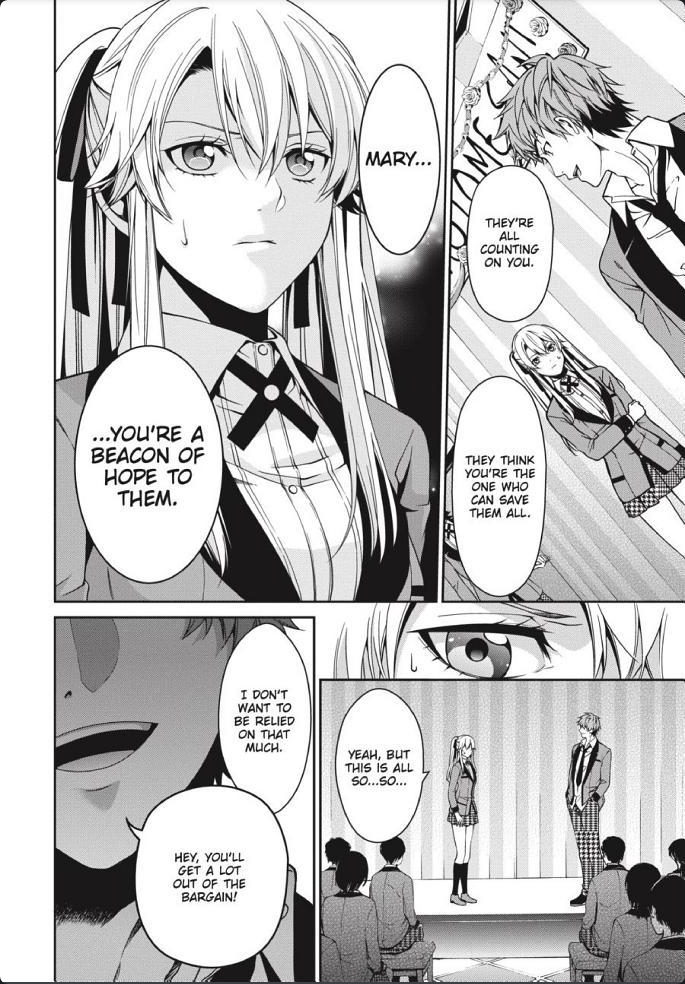 THEY'RE
ALL
COUNTING
ON YOU.
THEY THINK
YOU'RE THE
ONE WHO
CAN SAVE
THEM ALL.
MARY...
...YOU'RE A
BEACON OF
HOPE TO
THEM.
YEAH, BUT
THIS IS ALL
SO...SO...
I DON'T
WANT TO
BE RELIED
ON THAT
MUCH.
HEY, YOU'LL
GET A LOT
OUT OF THE
BARGAIN!